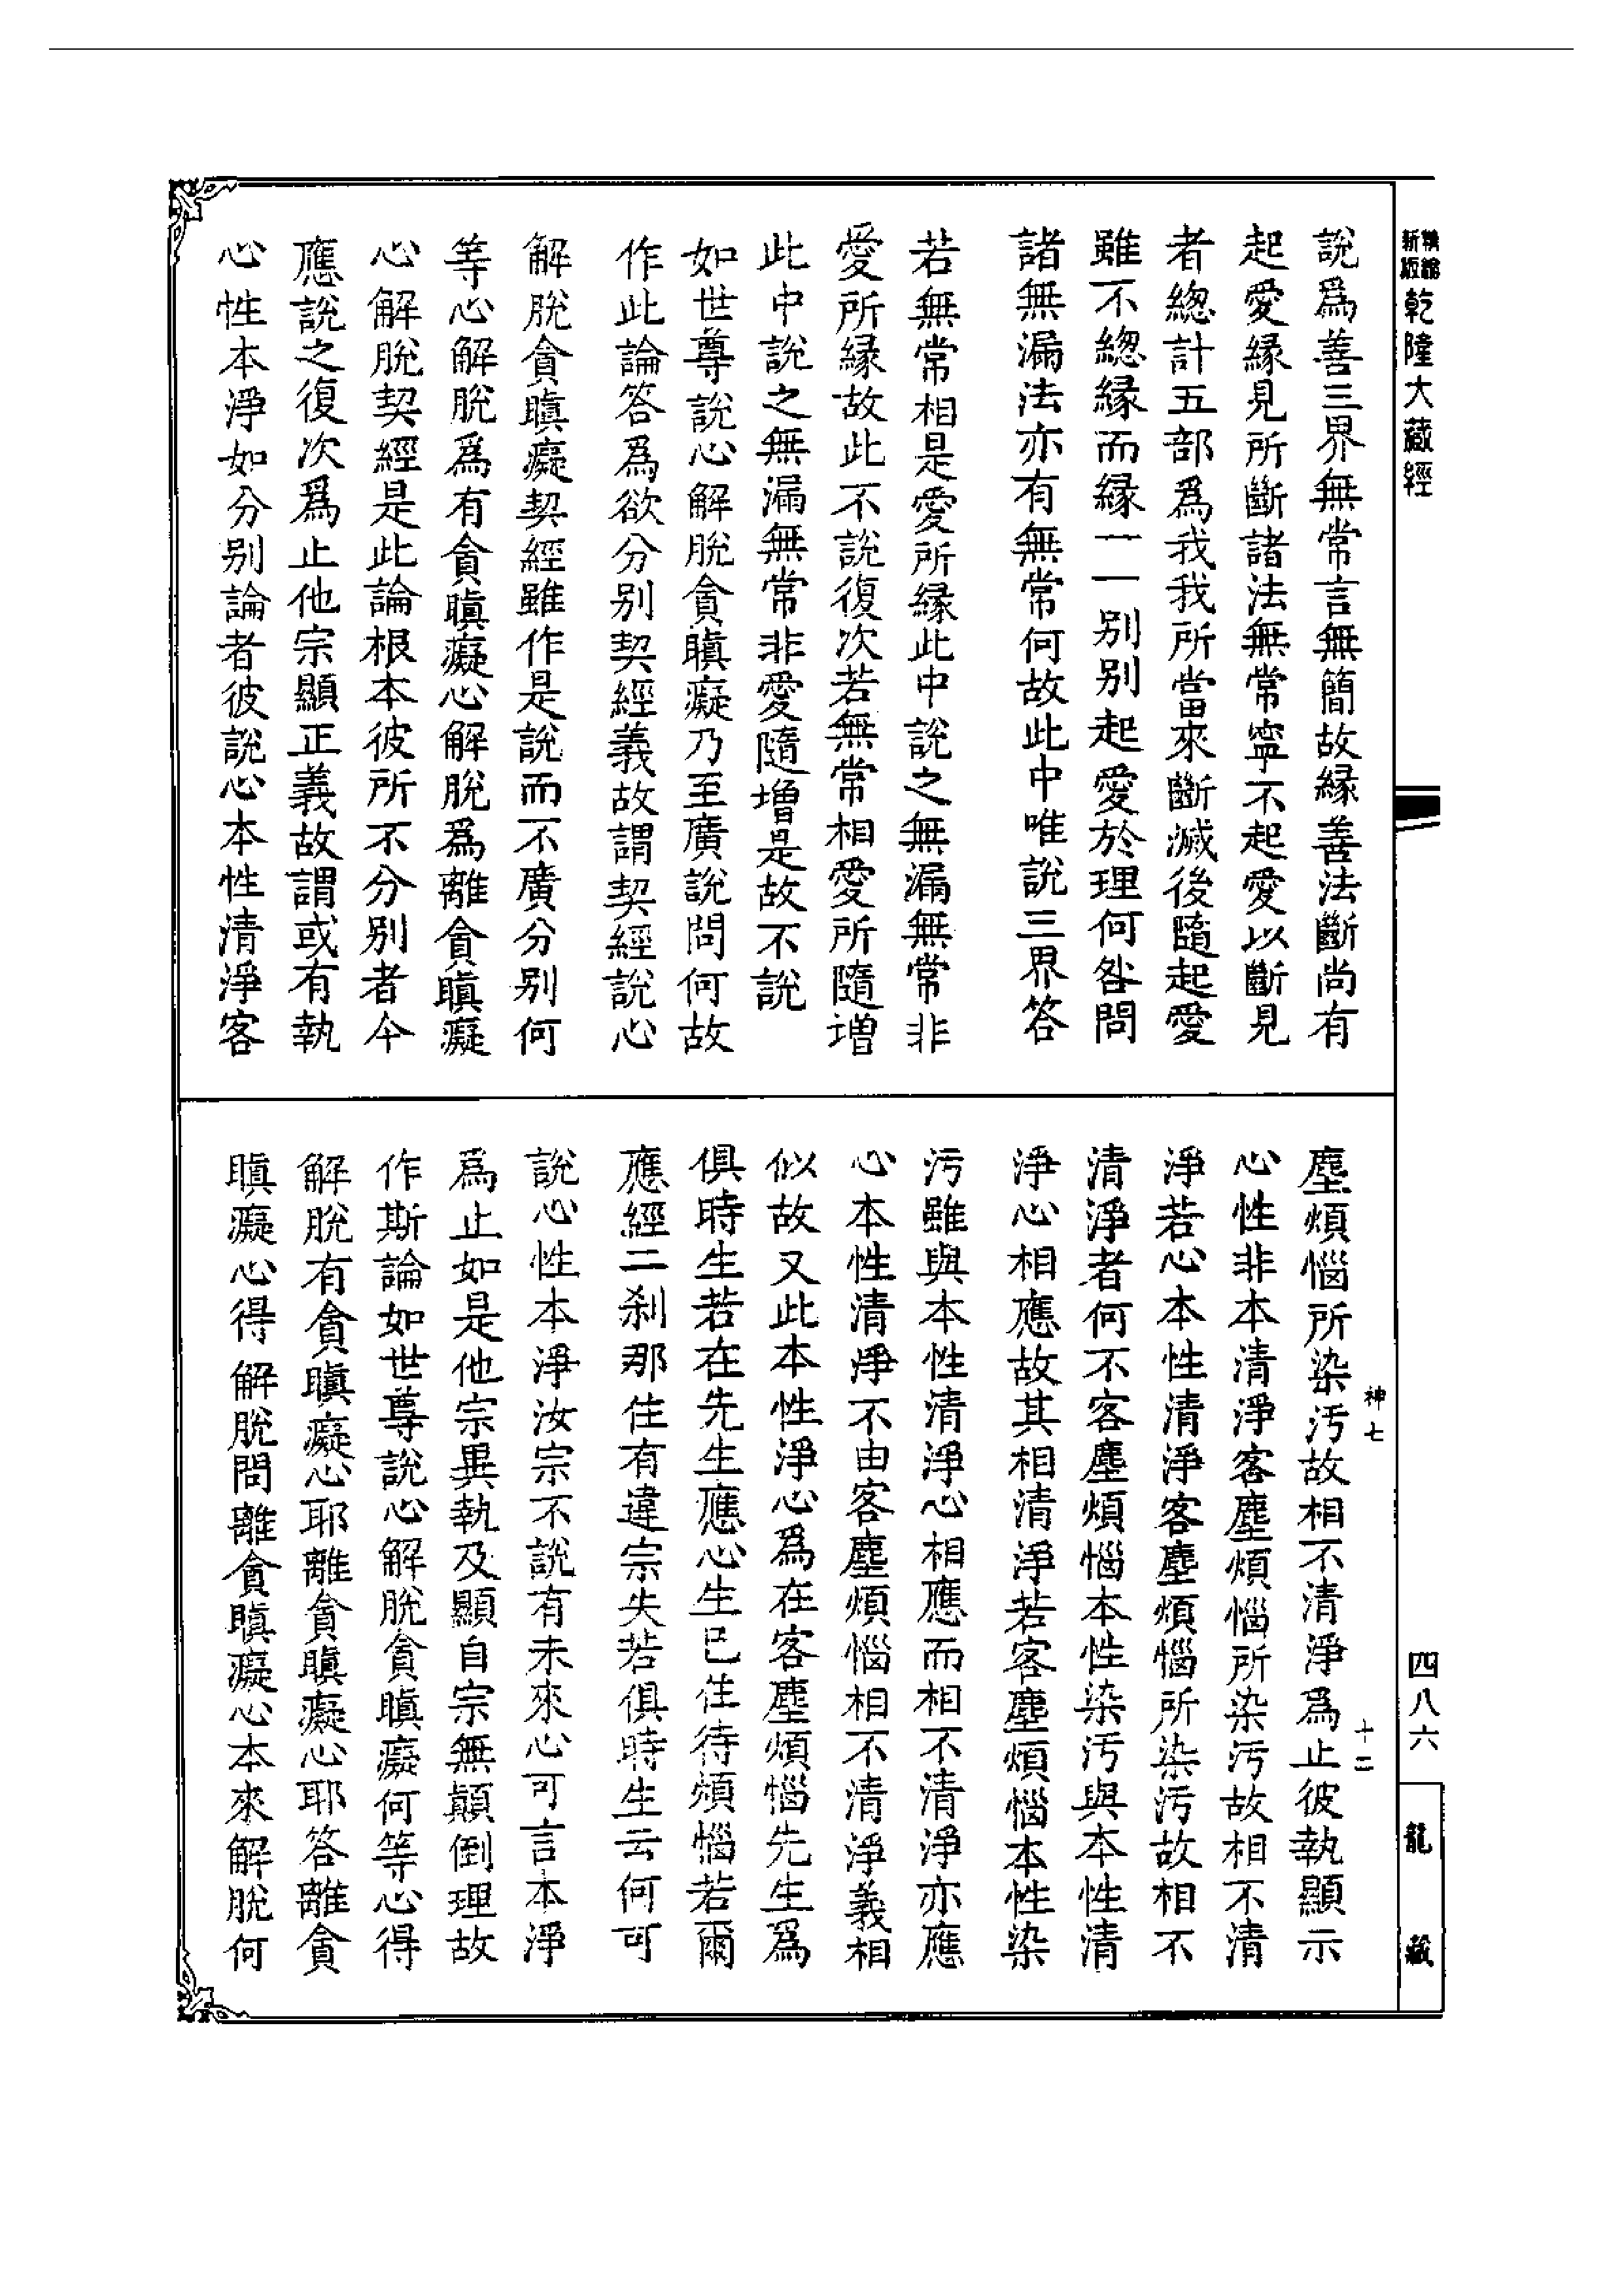 新編
新版
乾隆大藏經
說爲善三界無常言無簡故緣善法斷尚有
起愛緣見所斷諸法無常寧不起愛以斷見
者緫計五部爲我我所當來斷滅後隨起愛
雖不緫緣而緣一一別別起愛於理何咎問
諸無漏法亦有無常何故此中唯說三界答
若無常相是愛所緣此中說之無漏無常非
愛所緣故此不說復次若無常相愛所隨增
此中說之無漏無常非愛隨增是故不說
如世尊說心解脫貪瞋癡乃至廣說問何故
作此論答爲欲分別契經義故謂契經說心
解脫貪瞋癡契經雖作是說而不廣分別何
等心解脫爲有貪瞋癡心解脫爲離貪瞋癡
心解脫契經是此論根本彼所不分別者今
應說之復次爲止他宗顯正義故謂或有執
心性本淨如分別論者彼說心本性清淨客
神七
十二
塵煩惱所染污故相不清淨爲止彼執顯示
心性非本清淨客塵煩惱所染污故相不清
淨若心本性清淨客塵煩惱所染污故相不
清淨者何不客塵煩惱本性染污與本性清
淨心相應故其相清淨若客塵煩惱本性染
污雖與本性清淨心相應而相不清淨亦應
心本性清淨不由客塵煩惱相不清淨義相
似故又此本性淨心爲在客塵煩惱先生爲
俱時生若在先生應心生已住待煩惱若爾
應經二剎那住有違宗失若俱時生云何可
說心性本淨汝宗不說有未來心可言本淨
爲止如是他宗異執及顯自宗無顚倒理故
作斯論如世尊說心解脫貪瞋癡何等心得
解脫有貪瞋癡心耶離貪瞋癡心耶答離貪
瞋癡心得解脫問離貪瞋癡心本來解脫何
四八六
龍藏